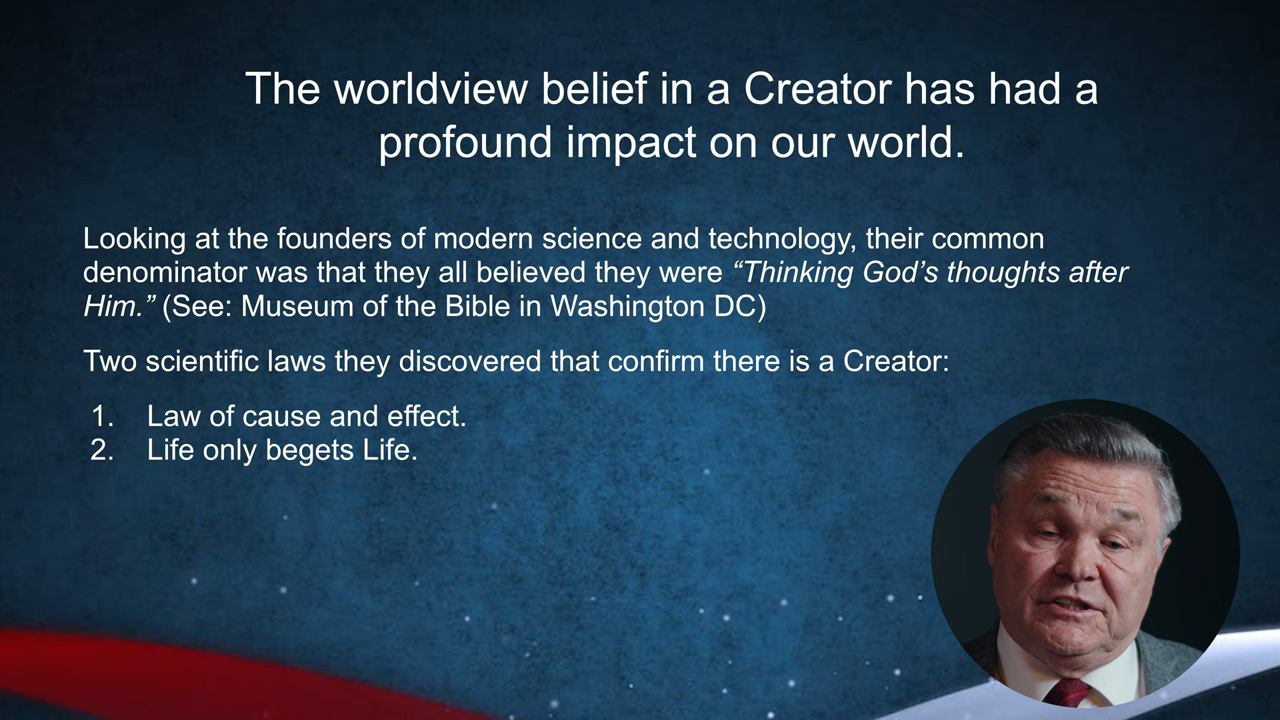 The worldview belief in a Creator has had a
profound impact on our world.
Looking at the founders of modern science and technology, their common
denominator was that they all believed they were “Thinking God’s thoughts after
Him.” (See: Museum of the Bible in Washington DC)
Two scientific laws they discovered that confirm there is a Creator:
1. Law of cause and effect.
2. Life only begets Life.